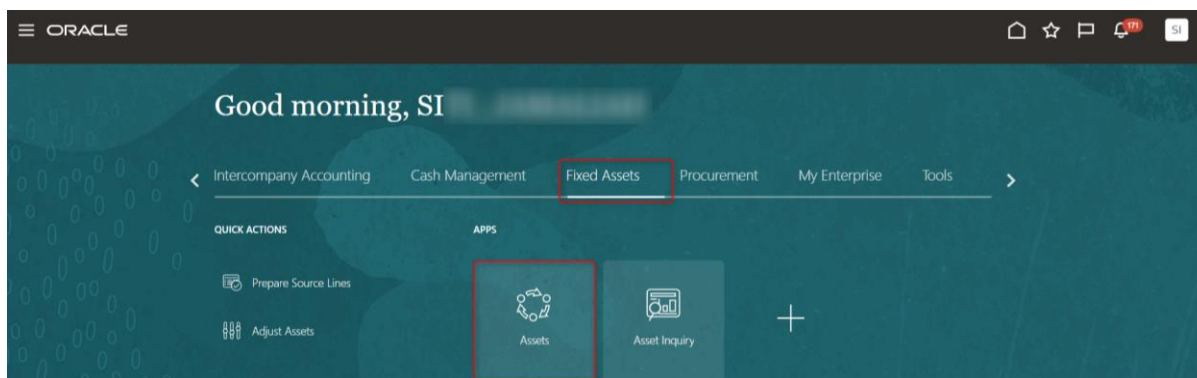 ORACLE
171
SI
Good morning, SI
Intercompany Accounting Cash Management Fixed Assets Procurement My Enterprise Tools
QUICK ACTIONS APPS
Prepare Source Lines
Adjust Assets
Assets Asset Inquiry